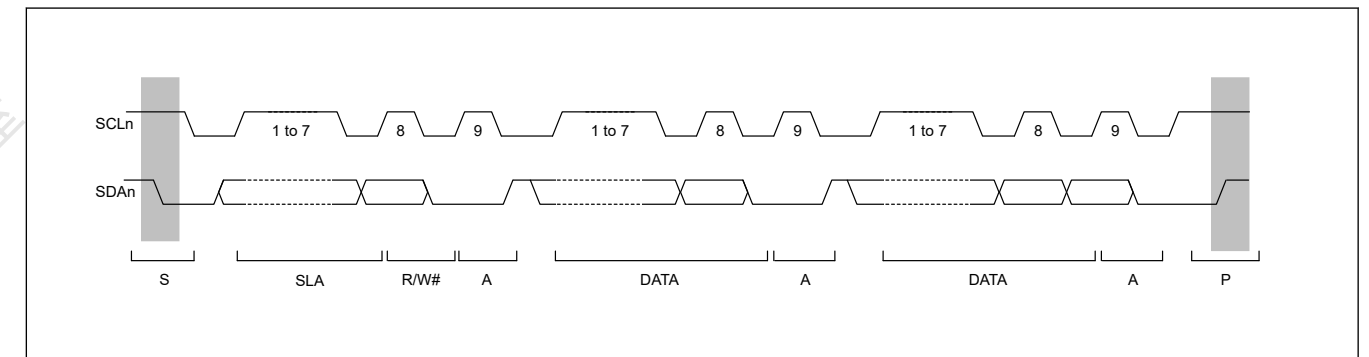 SCLn 1 to 7 8 9 1 to 7 8 9 1 to 7 8 9
SDAn
S SLA R/W# A DATA A DATA A P